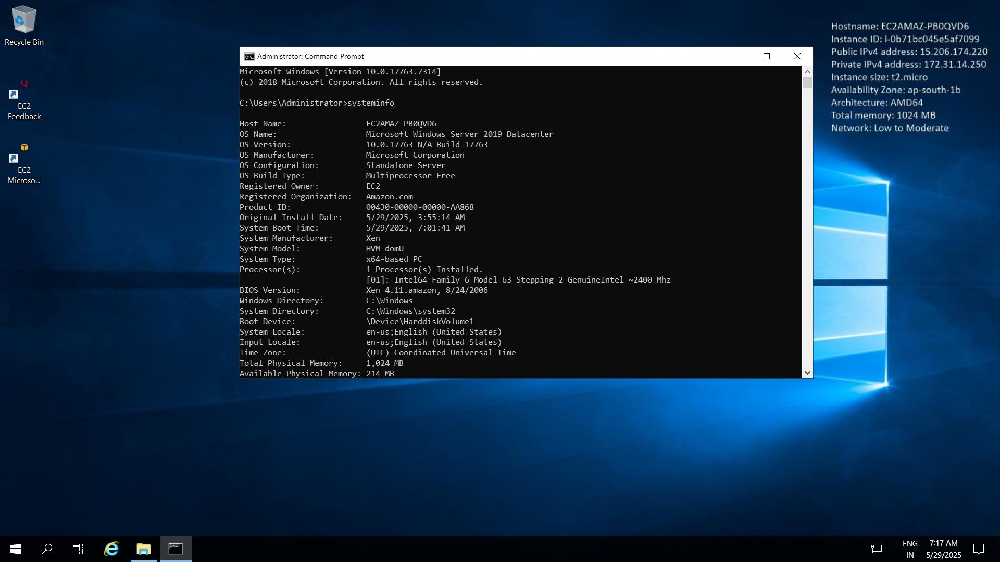 Recycle Bin
EC2
Feedback
EC2
Microso...
Administrator: Command Prompt
Microsoft Windows [Version 10.0.17763.7314]
(c) 2018 Microsoft Corporation. All rights reserved.
C:\Users\Administrator>systeminfo
Host Name: EC2AMAZ-PB0QVD6
OS Name: Microsoft Windows Server 2019 Datacenter
OS Version: 10.0.17763 N/A Build 17763
OS Manufacturer: Microsoft Corporation
OS Configuration: Standalone Server
OS Build Type: Multiprocessor Free
Registered Owner: EC2
Registered Organization: Amazon.com
Product ID: 00430-00000-00000-AA868
Original Install Date: 5/29/2025, 3:55:14 AM
System Boot Time: 5/29/2025, 7:01:41 AM
System Manufacturer: Xen
System Model: HVM domU
System Type: x64-based PC
Processor(s): 1 Processor(s) Installed.
[01]: Intel64 Family 6 Model 63 Stepping 2 GenuineIntel ~2400 Mhz
BIOS Version: Xen 4.11.amazon, 8/24/2006
Windows Directory: C:\Windows
System Directory: C:\Windows\system32
Boot Device: \Device\HarddiskVolume1
System Locale: en-us;English (United States)
Input Locale: en-us;English (United States)
Time Zone: (UTC) Coordinated Universal Time
Total Physical Memory: 1,024 MB
Available Physical Memory: 214 MB
Hostname: EC2AMAZ-PB0QVD6
Instance ID: i-0b71bc045e5af7099
Public IPv4 address: 15.206.174.220
Private IPv4 address: 172.31.14.250
Instance size: t2.micro
Availability Zone: ap-south-1b
Architecture: AMD64
Total memory: 1024 MB
Network: Low to Moderate
ENG
IN
7:17 AM
5/29/2025